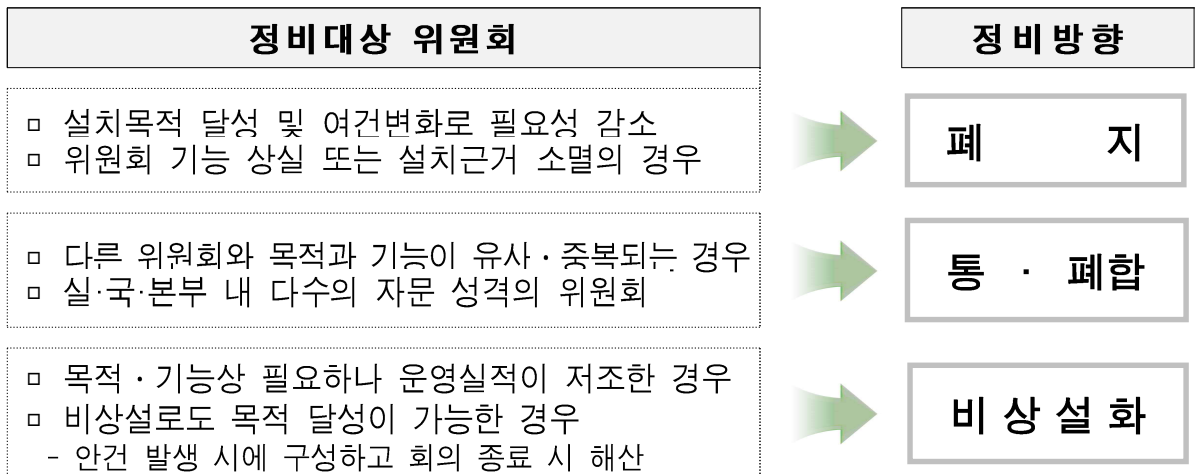 정비대상 위원회
정비방향
▫ 설치목적 달성 및 여건변화로 필요성 감소
▫ 위원회 기능 상실 또는 설치근거 소멸의 경우
폐 지
▫ 다른 위원회와 목적과 기능이 유사·중복되는 경우
▫ 실·국·본부 내 다수의 자문 성격의 위원회
통 · 폐합
▫ 목적·기능상 필요하나 운영실적이 저조한 경우
▫ 비상설로도 목적 달성이 가능한 경우
- 안건 발생 시에 구성하고 회의 종료 시 해산
비상설화